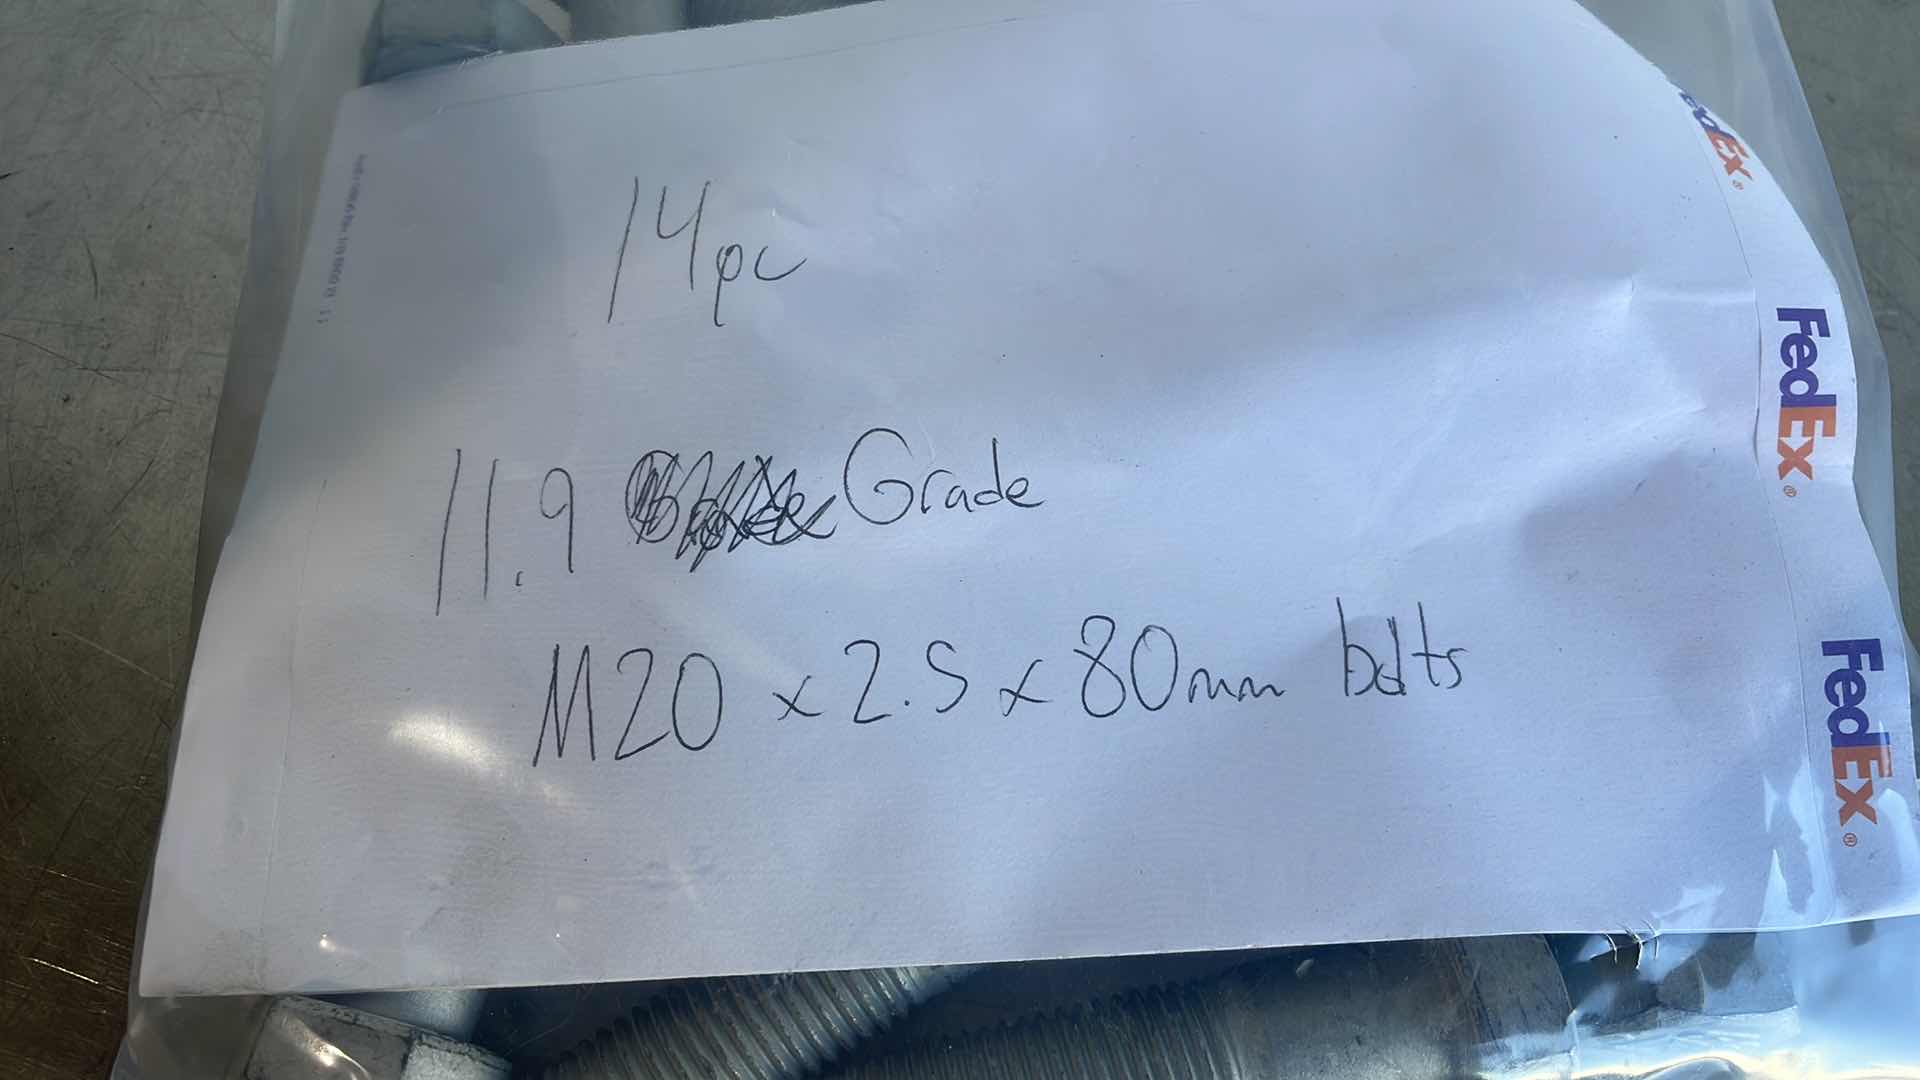 14pc
11.9 Grade
M20 x 2.5 x 80mm bolts
FedEx®
FedEx®
FedEx®